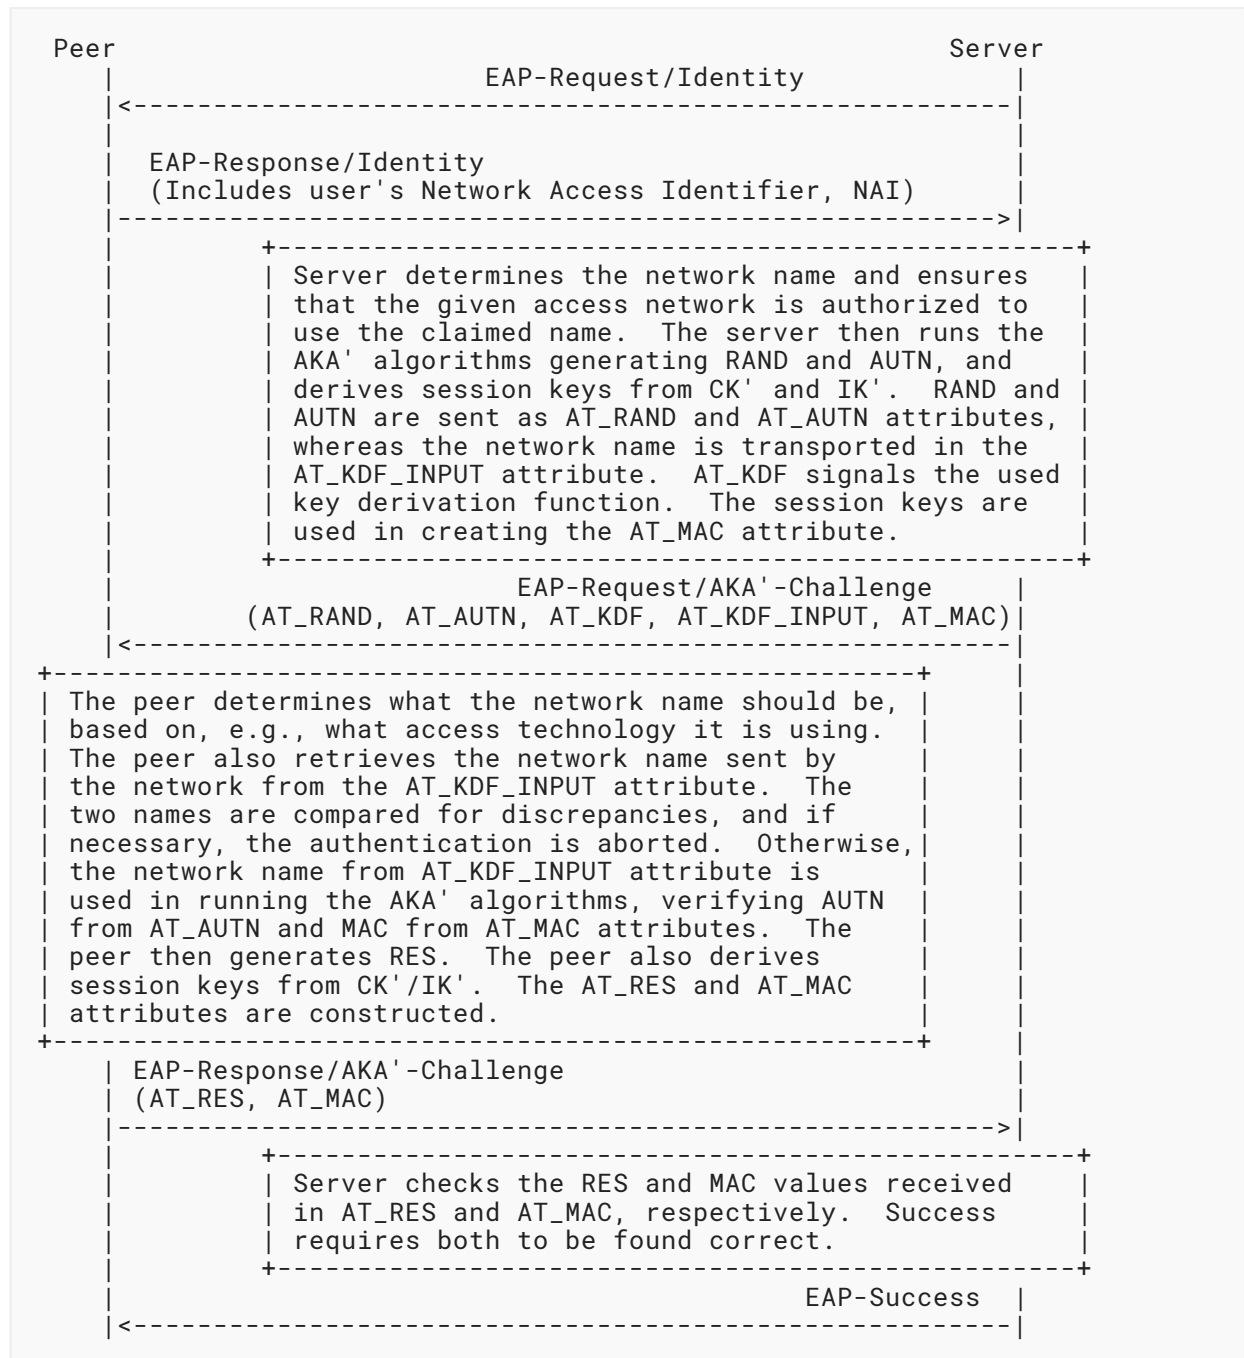 Peer                                                    Server
   |                       EAP-Request/Identity             |
   |<-------------------------------------------------------|
   |                                                        |
   |  EAP-Response/Identity                                 |
   |  (Includes user's Network Access Identifier, NAI)      |
   |------------------------------------------------------->|
   |         +--------------------------------------------------+
   |         | Server determines the network name and ensures   |
   |         | that the given access network is authorized to   |
   |         | use the claimed name.  The server then runs the  |
   |         | AKA' algorithms generating RAND and AUTN, and    |
   |         | derives session keys from CK' and IK'.  RAND and |
   |         | AUTN are sent as AT_RAND and AT_AUTN attributes, |
   |         | whereas the network name is transported in the   |
   |         | AT_KDF_INPUT attribute.  AT_KDF signals the used |
   |         | key derivation function.  The session keys are   |
   |         | used in creating the AT_MAC attribute.           |
   |         +--------------------------------------------------+
   |                         EAP-Request/AKA'-Challenge     |
   |        (AT_RAND, AT_AUTN, AT_KDF, AT_KDF_INPUT, AT_MAC)|
   |<-------------------------------------------------------|
+------------------------------------------------------+     |
| The peer determines what the network name should be, |     |
| based on, e.g., what access technology it is using.  |     |
| The peer also retrieves the network name sent by     |     |
| the network from the AT_KDF_INPUT attribute.  The    |     |
| two names are compared for discrepancies, and if     |     |
| necessary, the authentication is aborted.  Otherwise,|     |
| the network name from AT_KDF_INPUT attribute is      |     |
| used in running the AKA' algorithms, verifying AUTN  |     |
| from AT_AUTN and MAC from AT_MAC attributes.  The    |     |
| peer then generates RES.  The peer also derives      |     |
| session keys from CK'/IK'.  The AT_RES and AT_MAC    |     |
| attributes are constructed.                          |     |
+------------------------------------------------------+     |
   | EAP-Response/AKA'-Challenge                            |
   | (AT_RES, AT_MAC)                                       |
   |------------------------------------------------------->|
   |         +--------------------------------------------------+
   |         | Server checks the RES and MAC values received    |
   |         | in AT_RES and AT_MAC, respectively.  Success     |
   |         | requires both to be found correct.               |
   |         +--------------------------------------------------+
   |                                           EAP-Success  |
   |<-------------------------------------------------------|